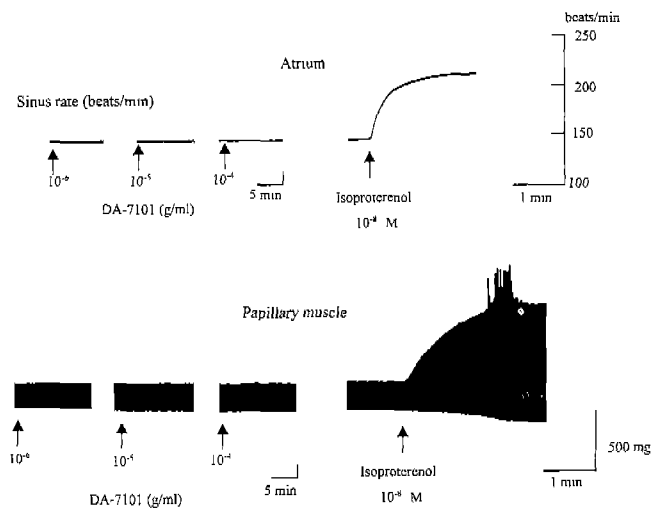 beats/min
250
Atrium
200
Sinus rate (beats/min)
150
10⁻⁶
10⁻⁵
10⁻⁴
5 min
DA-7101 (g/ml)
Isoproterenol
10⁻⁸ M
100
1 min
Papillary muscle
10⁻⁶
10⁻⁵
10⁻⁴
5 min
DA-7101 (g/ml)
Isoproterenol
10⁻⁸ M
500 mg
1 min